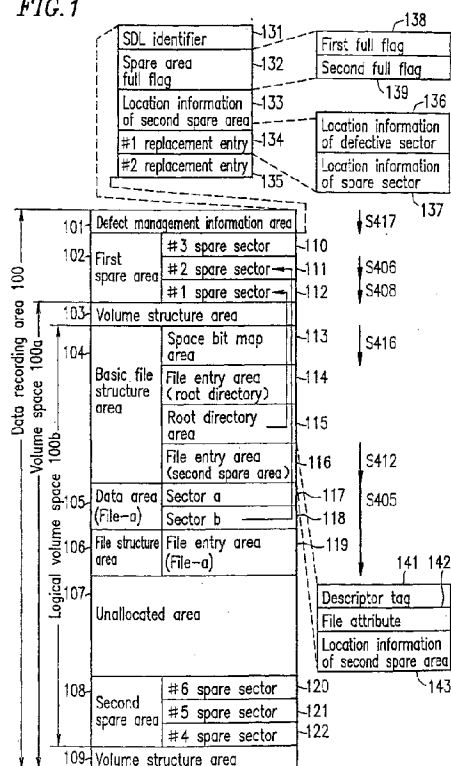 FIG. 1
SDL identifier
131
Spare area
full flag
132
Location information
of second spare area
133
#1 replacement entry
134
#2 replacement entry
135
138
First full flag
Second full flag
139
136
Location information
of defective sector
Location information
of spare sector
137
Data recording area 100
Volume space 100a
Logical volume space 100b
101
Defect management information area
S417
102
First
spare area
#3 spare sector
110
#2 spare sector
111
S406
#1 spare sector
112
S408
103
Volume structure area
104
Basic file
structure
area
Space bit map
area
113
S416
File entry area
(root directory)
114
Root directory
area
115
File entry area
(second spare area)
116
S412
105
Data area
(File-a)
Sector a
117
S405
Sector b
118
106
File structure
area
File entry area
(File-a)
119
107
Unallocated area
141
142
Descriptor tag
File attribute
Location information
of second spare area
143
108
Second
spare area
#6 spare sector
120
#5 spare sector
121
#4 spare sector
122
109
Volume structure area